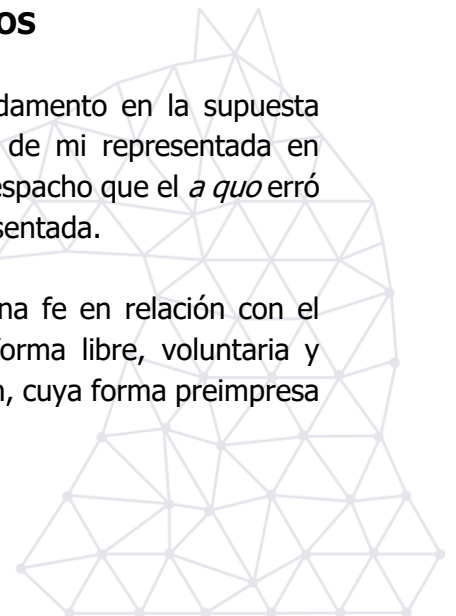 os
damento en la supuesta
de mi representada en
espacho que el a quo erró
sentada.
na fe en relación con el
forma libre, voluntaria y
n, cuya forma preimpresa